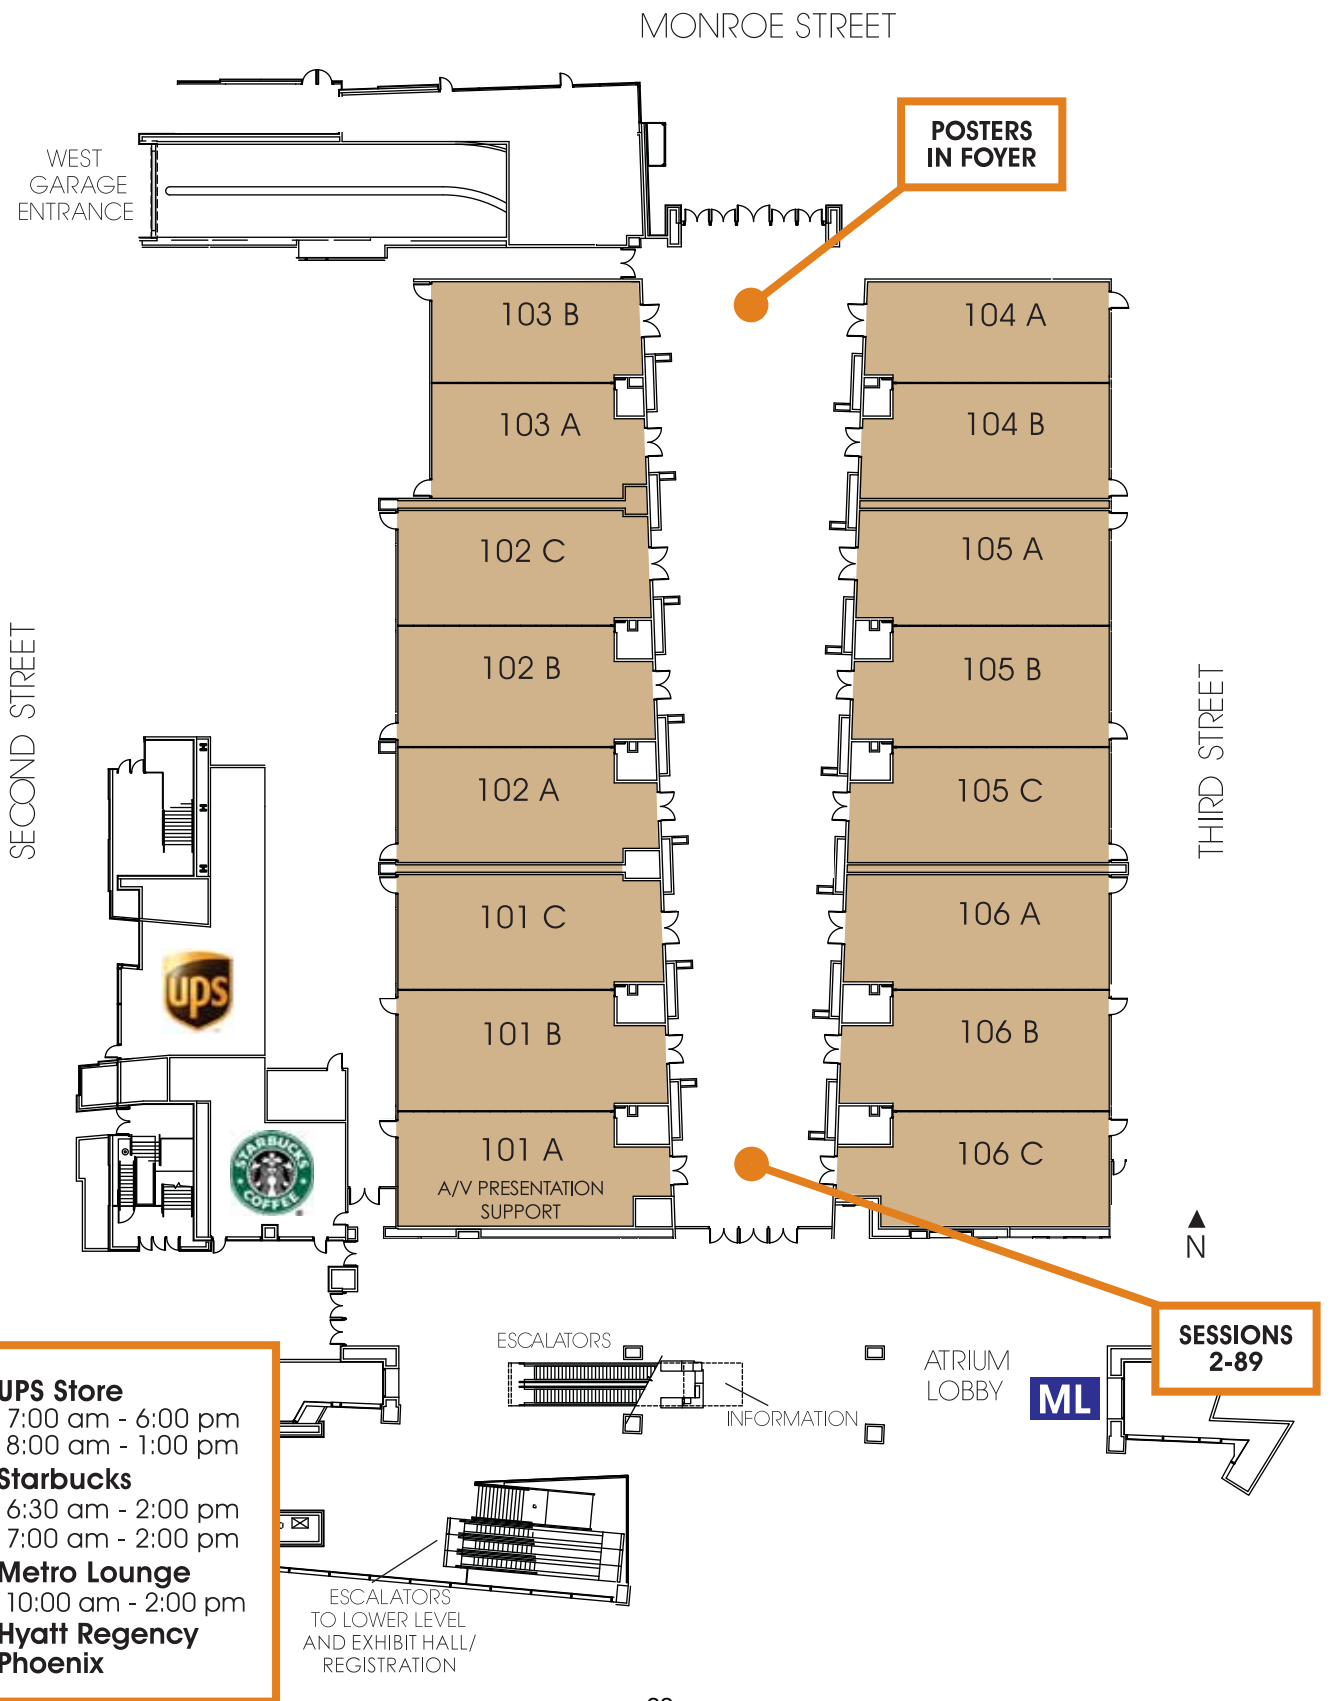 MONROE STREET
POSTERS
IN FOYER
WEST
GARAGE
ENTRANCE
103 B
104 A
103 A
104 B
102 C
105 A
102 B
105 B
SECOND STREET
THIRD STREET
102 A
105 C
101 C
106 A
ups
101 B
106 B
STARBUCKS
COFFEE
101 A
A/V PRESENTATION
SUPPORT
106 C
N
SESSIONS
2-89
ESCALATORS
ATRIUM
LOBBY
ML
INFORMATION
UPS Store
7:00 am - 6:00 pm
8:00 am - 1:00 pm
Starbucks
6:30 am - 2:00 pm
7:00 am - 2:00 pm
Metro Lounge
10:00 am - 2:00 pm
Hyatt Regency
Phoenix
ESCALATORS
TO LOWER LEVEL
AND EXHIBIT HALL/
REGISTRATION